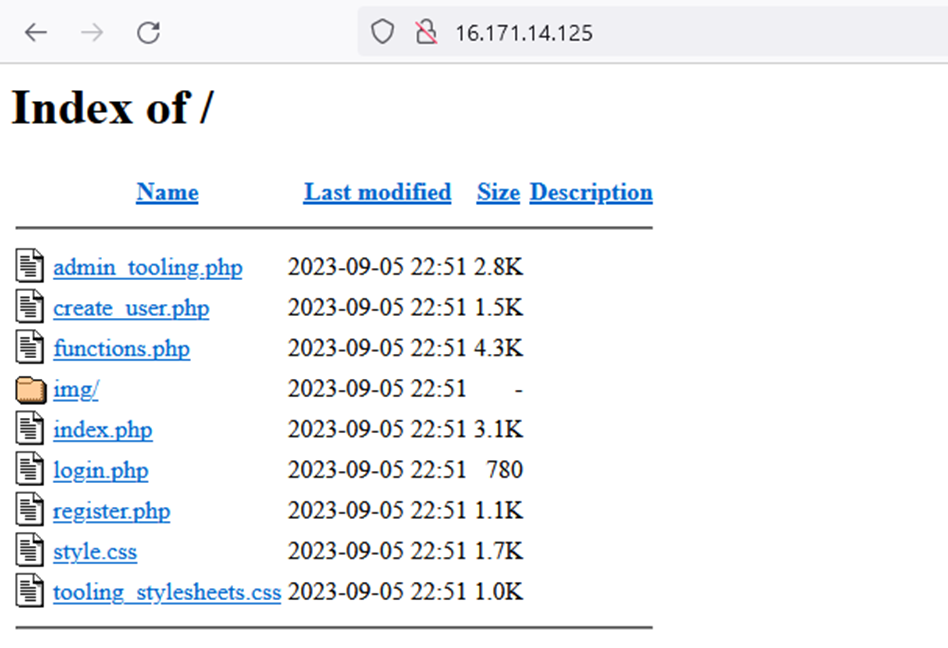 16.171.14.125
Index of /
Name Last modified Size Description
admin_tooling.php 2023-09-05 22:51 2.8K
create_user.php 2023-09-05 22:51 1.5K
functions.php 2023-09-05 22:51 4.3K
img/ 2023-09-05 22:51 -
index.php 2023-09-05 22:51 3.1K
login.php 2023-09-05 22:51 780
register.php 2023-09-05 22:51 1.1K
style.css 2023-09-05 22:51 1.7K
tooling_stylesheets.css 2023-09-05 22:51 1.0K